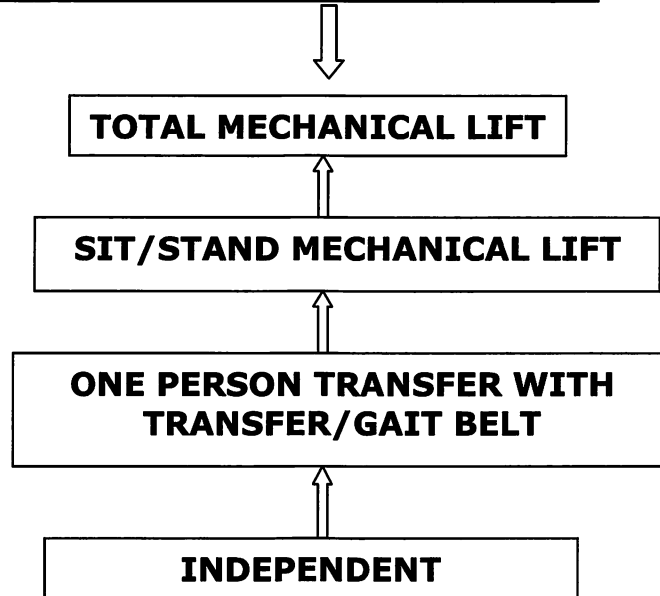 TOTAL MECHANICAL LIFT
SIT/STAND MECHANICAL LIFT
ONE PERSON TRANSFER WITH
TRANSFER/GAIT BELT
INDEPENDENT